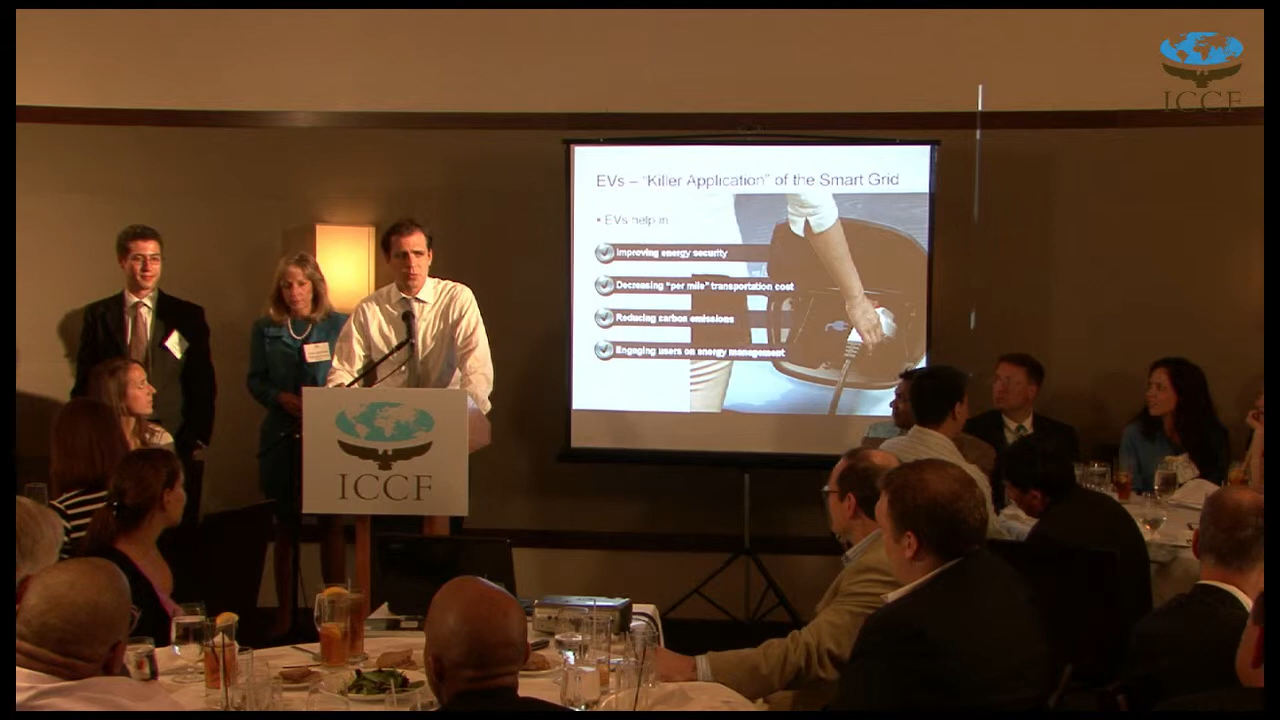 ICCF
EVs – "Killer Application" of the Smart Grid
▪ EVs help in
Improving energy security
Decreasing "per mile" transportation cost
Reducing carbon emissions
Engaging users on energy management
ICCF